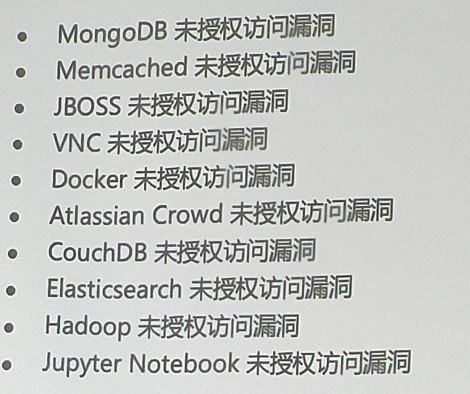 • MongoDB 未授权访问漏洞
• Memcached 未授权访问漏洞
• JBOSS 未授权访问漏洞
• VNC 未授权访问漏洞
• Docker 未授权访问漏洞
• Atlassian Crowd 未授权访问漏洞
• CouchDB 未授权访问漏洞
• Elasticsearch 未授权访问漏洞
• Hadoop 未授权访问漏洞
• Jupyter Notebook 未授权访问漏洞